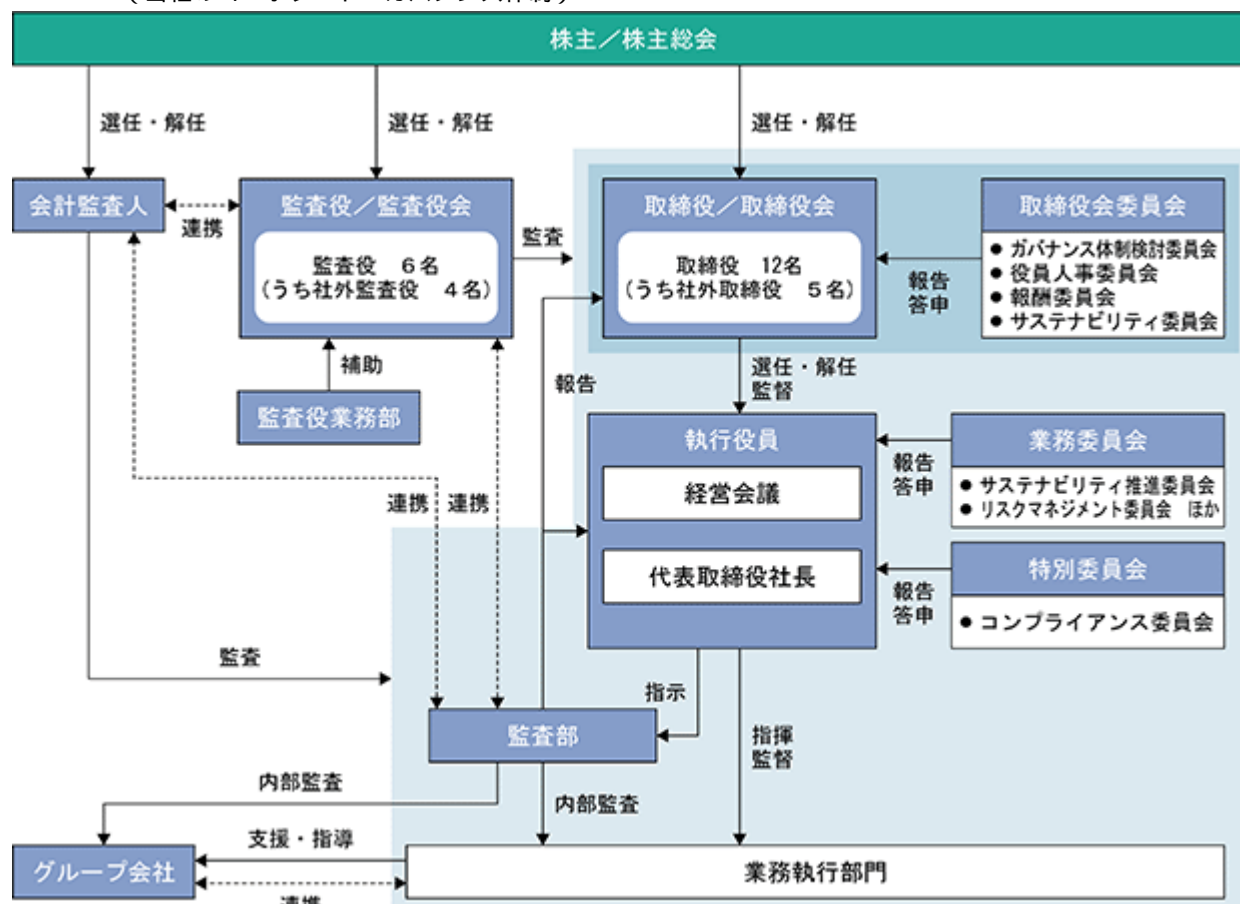 株主／株主総会
選任・解任
選任・解任
選任・解任
会計監査人
連携
監査役／監査役会
監査役　6名
(うち社外監査役　4名)
監査
取締役／取締役会
取締役　12名
(うち社外取締役　5名)
報告
答申
取締役会委員会
● ガバナンス体制検討委員会
● 役員人事委員会
● 報酬委員会
● サステナビリティ委員会
補助
監査役業務部
報告
選任・解任
監督
執行役員
経営会議
代表取締役社長
報告
答申
業務委員会
● サステナビリティ推進委員会
● リスクマネジメント委員会　ほか
連携
連携
報告
答申
特別委員会
● コンプライアンス委員会
監査
指示
監査部
指揮
監督
内部監査
内部監査
支援・指導
グループ会社
業務執行部門
連携